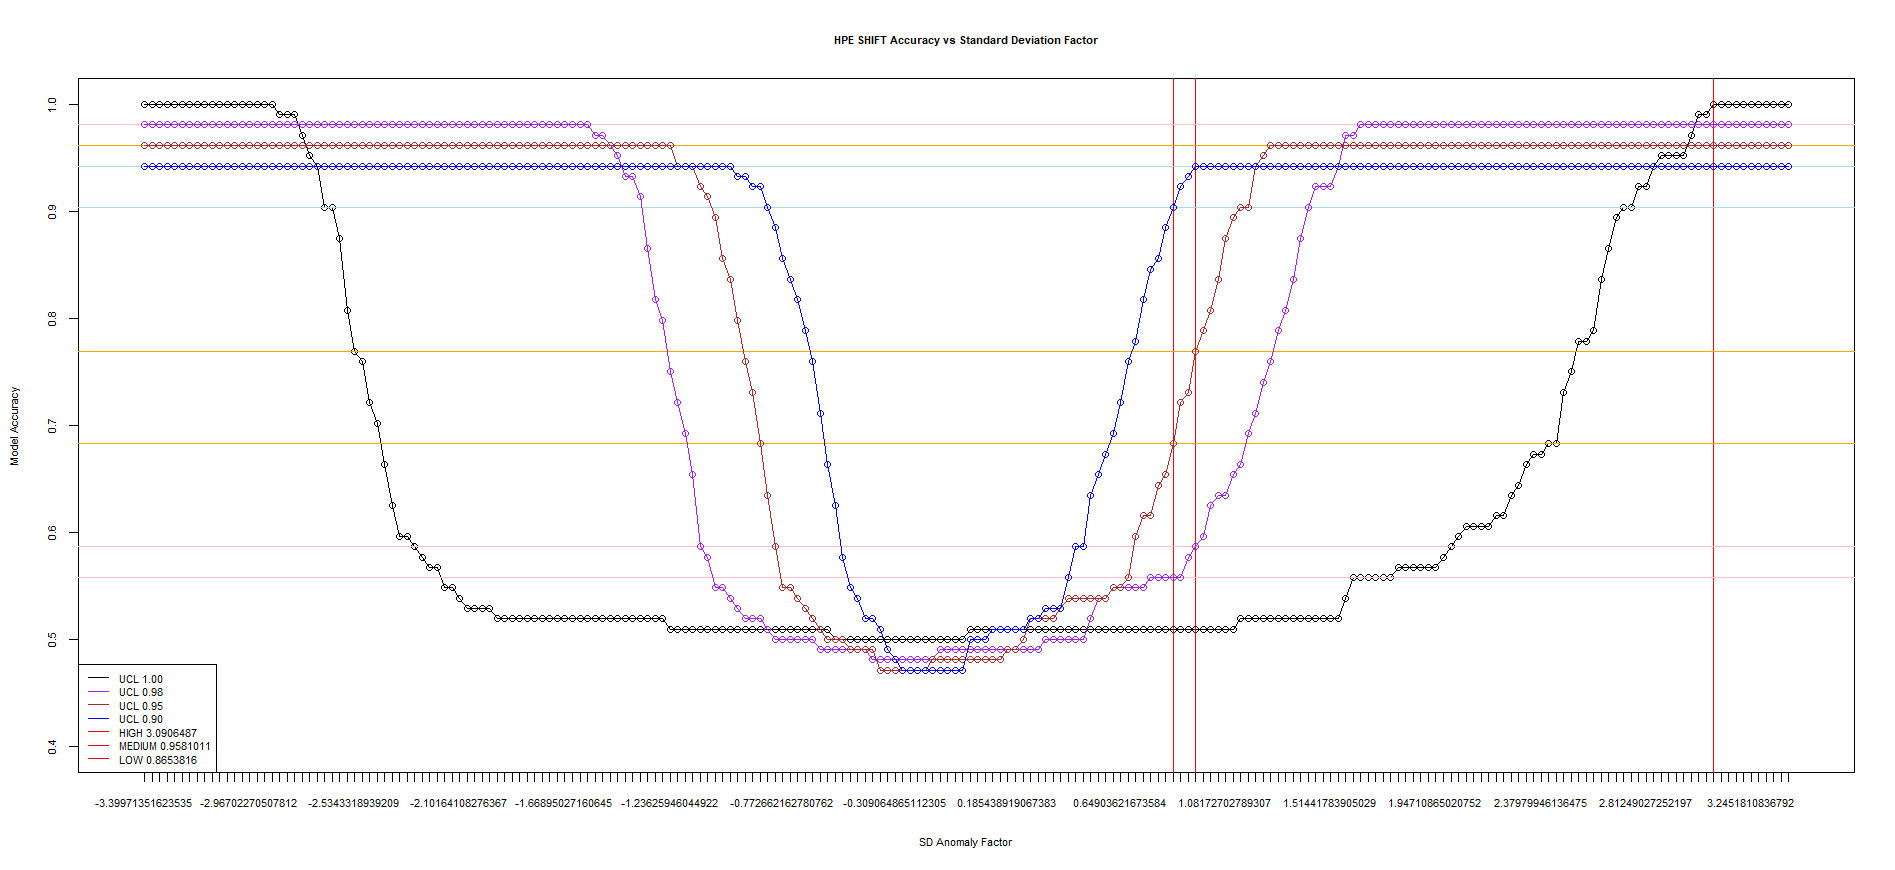 HPE SHIFT Accuracy vs Standard Deviation Factor
1.0
0.9
0.8
0.7
0.6
0.5
0.4
Model Accuracy
UCL 1.00
UCL 0.98
UCL 0.95
UCL 0.90
HIGH 3.0906487
MEDIUM 0.9581011
LOW 0.8653816
-3.39971351623535 -2.96702270507812 -2.5343318939209 -2.10164108276367 -1.66895027160645 -1.23625946044922 -0.772662162780762 -0.309064865112305 0.185438919067383 0.64903621673584 1.08172702789307 1.51441783905029 1.94710865020752 2.37979946136475 2.81249027252197 3.2451810836792
SD Anomaly Factor